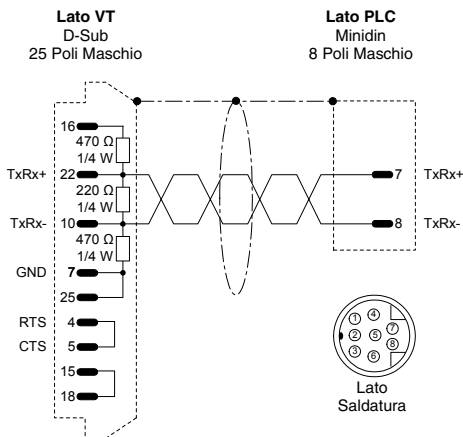 Lato VT
D-Sub
25 Poli Maschio
Lato PLC
Minidin
8 Poli Maschio
16
470 Ω
1/4 W
TxRx+ 22
7 TxRx+
220 Ω
1/4 W
TxRx- 10
8 TxRx-
470 Ω
1/4 W
GND 7
25
RTS 4
CTS 5
15
18
1 4 7
2 5 8
3 6
Lato
Saldatura